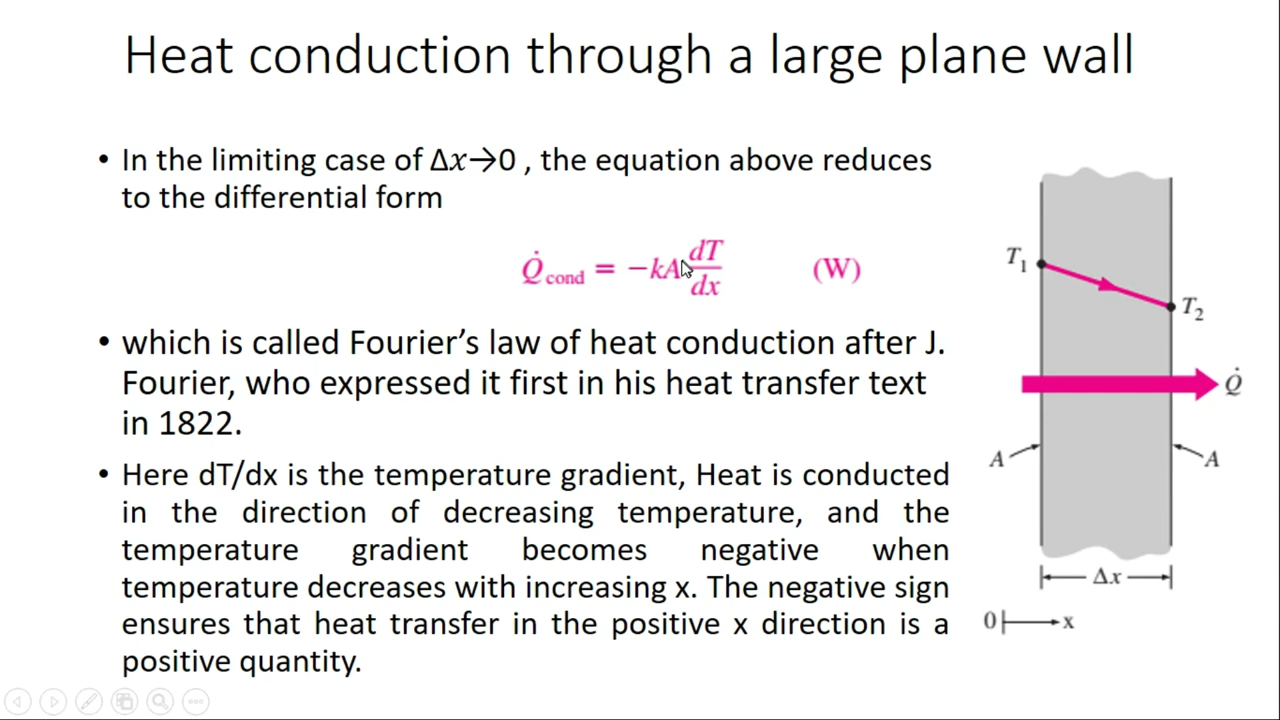 Heat conduction through a large plane wall
• In the limiting case of Δx→0 , the equation above reduces
to the differential form
Q̇cond = −kA dT/dx (W)
• which is called Fourier’s law of heat conduction after J.
Fourier, who expressed it first in his heat transfer text
in 1822.
• Here dT/dx is the temperature gradient, Heat is conducted
in the direction of decreasing temperature, and the
temperature gradient becomes negative when
temperature decreases with increasing x. The negative sign
ensures that heat transfer in the positive x direction is a
positive quantity.
T1
T2
Q̇
A
A
Δx
0
x